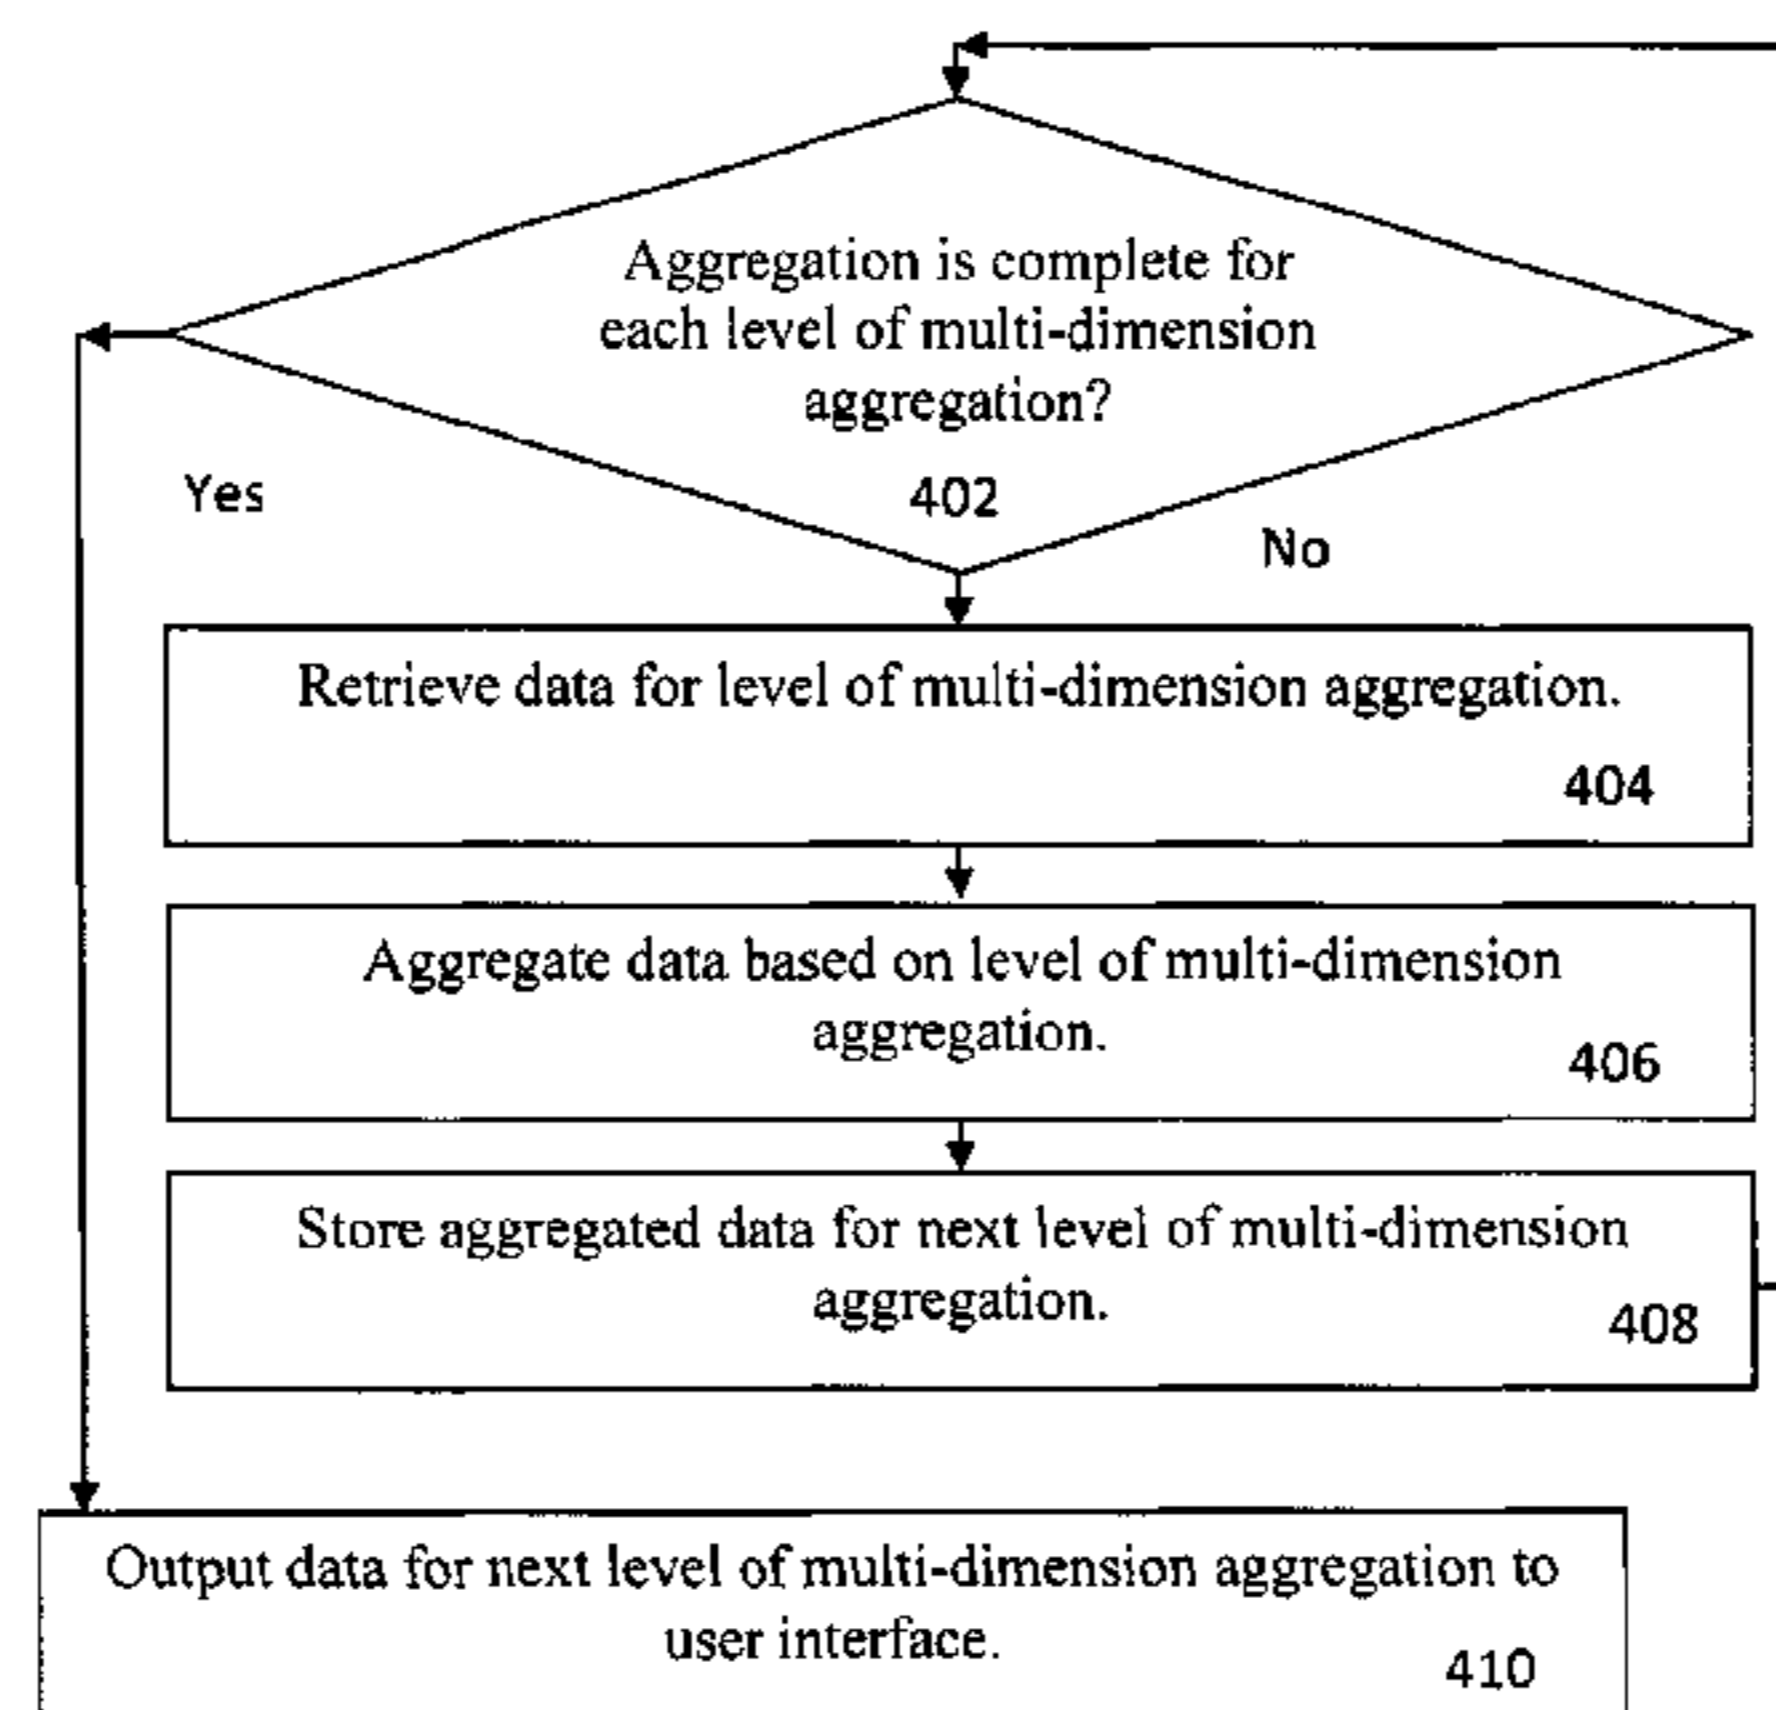 Aggregation is complete for
each level of multi-dimension
aggregation?
402
Yes
No
Retrieve data for level of multi-dimension aggregation.
404
Aggregate data based on level of multi-dimension
aggregation.
406
Store aggregated data for next level of multi-dimension
aggregation.
408
Output data for next level of multi-dimension aggregation to
user interface.
410